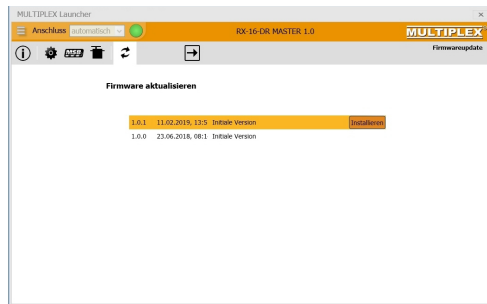 MULTIPLEX Launcher
Anschluss automatisch RX-16-DR MASTER 1.0 MULTIPLEX
MSB Firmwareupdate
Firmware aktualisieren
1.0.1 11.02.2019, 13:5 Initiale Version Installieren
1.0.0 23.06.2018, 08:1 Initiale Version